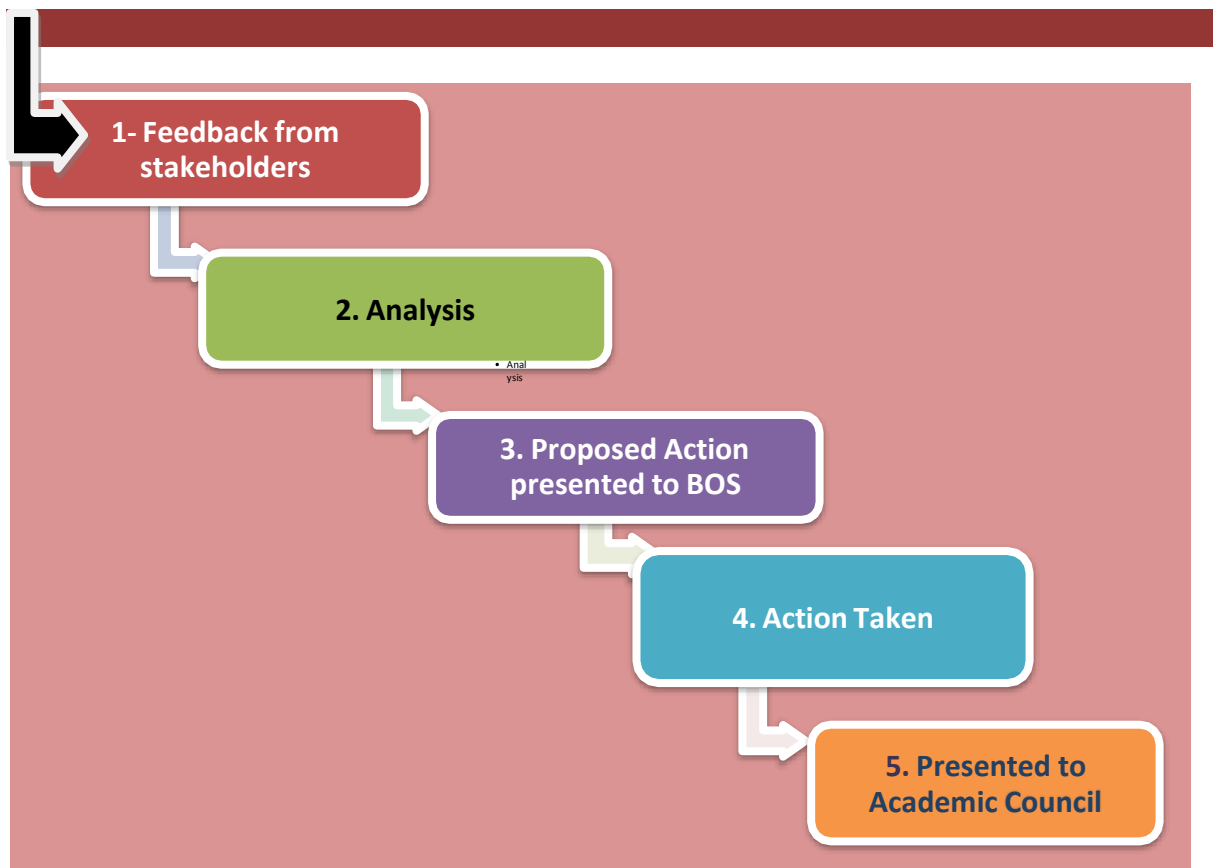 1- Feedback from
stakeholders
2. Analysis
• Anal
ysis
3. Proposed Action
presented to BOS
4. Action Taken
5. Presented to
Academic Council